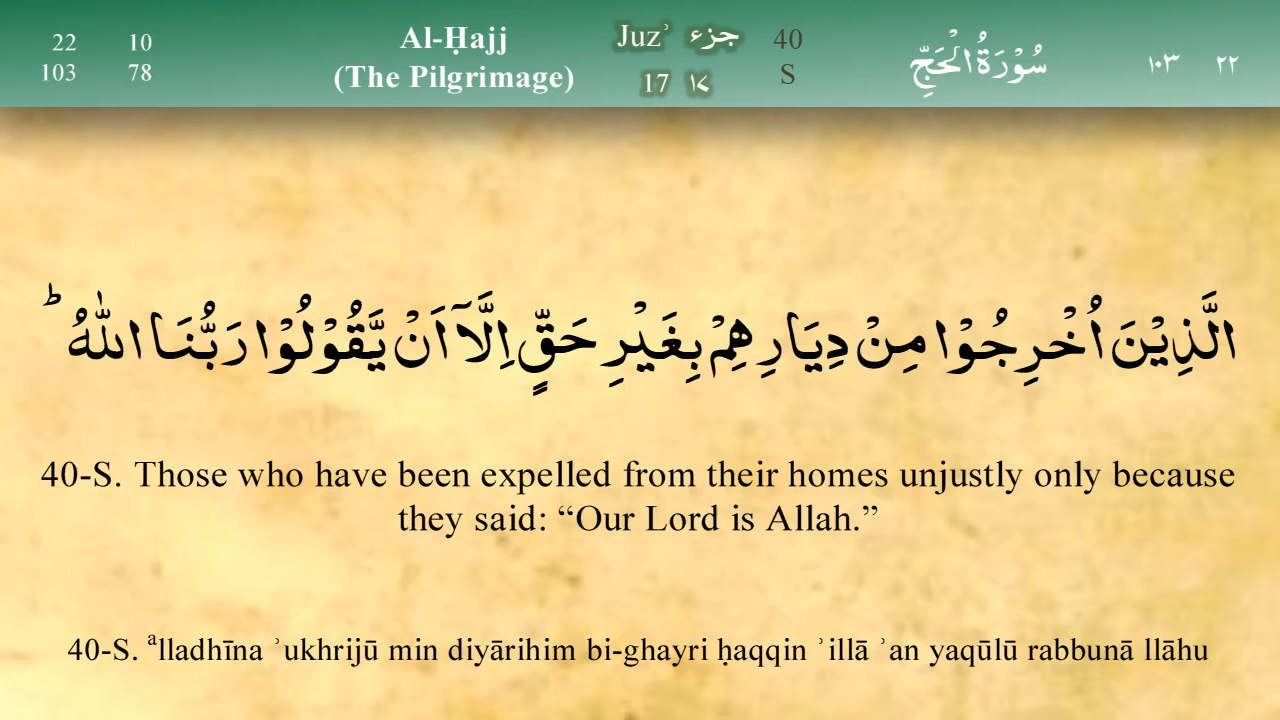 22 10
103 78
Al-Ḥajj
(The Pilgrimage)
Juzʾ جزء
17 ١٧
40
S
سُوْرَةُ الْحَجِّ
٢٢ ١٠٣
الَّذِيْنَ اُخْرِجُوْا مِنْ دِيَارِهِمْ بِغَيْرِ حَقٍّ اِلَّآ اَنْ يَّقُوْلُوْا رَبُّنَا اللّٰهُ ؕ
40-S. Those who have been expelled from their homes unjustly only because
they said: “Our Lord is Allah.”
40-S. ᵃlladhīna ʾukhrijū min diyārihim bi-ghayri ḥaqqin ʾillā ʾan yaqūlū rabbunā llāhu